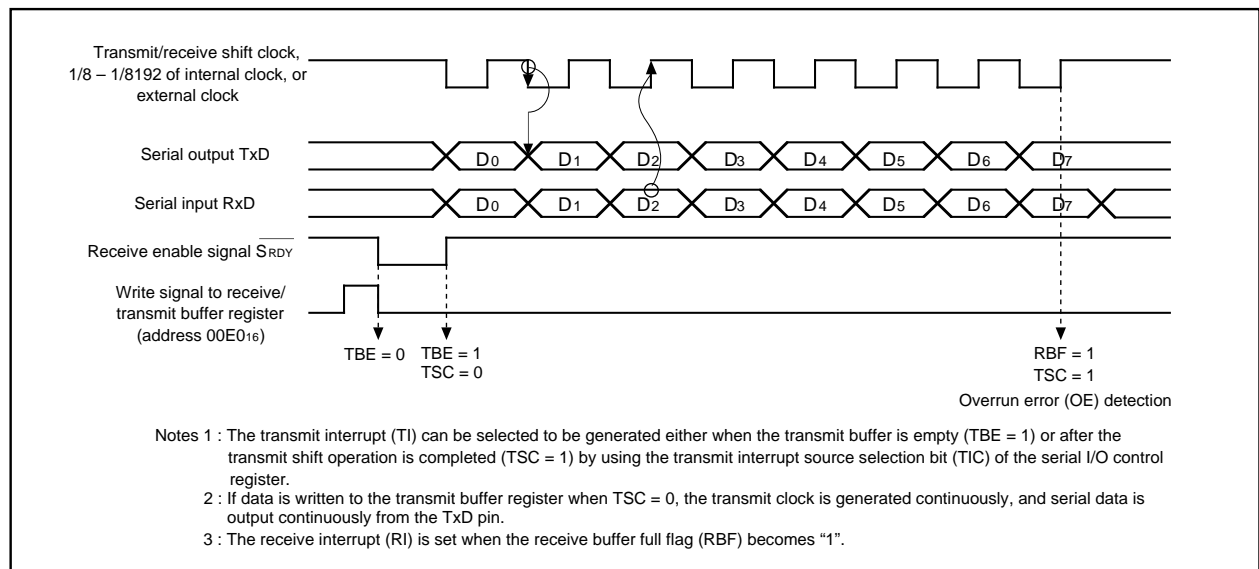 Transmit/receive shift clock,
1/8 – 1/8192 of internal clock, or
external clock
Serial output TxD
D0 D1 D2 D3 D4 D5 D6 D7
Serial input RxD
D0 D1 D2 D3 D4 D5 D6 D7
Receive enable signal SRDY
Write signal to receive/
transmit buffer register
(address 00E016)
TBE = 0 TBE = 1 RBF = 1
TSC = 0 TSC = 1
Overrun error (OE) detection
Notes 1 : The transmit interrupt (TI) can be selected to be generated either when the transmit buffer is empty (TBE = 1) or after the
transmit shift operation is completed (TSC = 1) by using the transmit interrupt source selection bit (TIC) of the serial I/O control
register.
2 : If data is written to the transmit buffer register when TSC = 0, the transmit clock is generated continuously, and serial data is
output continuously from the TxD pin.
3 : The receive interrupt (RI) is set when the receive buffer full flag (RBF) becomes “1”.